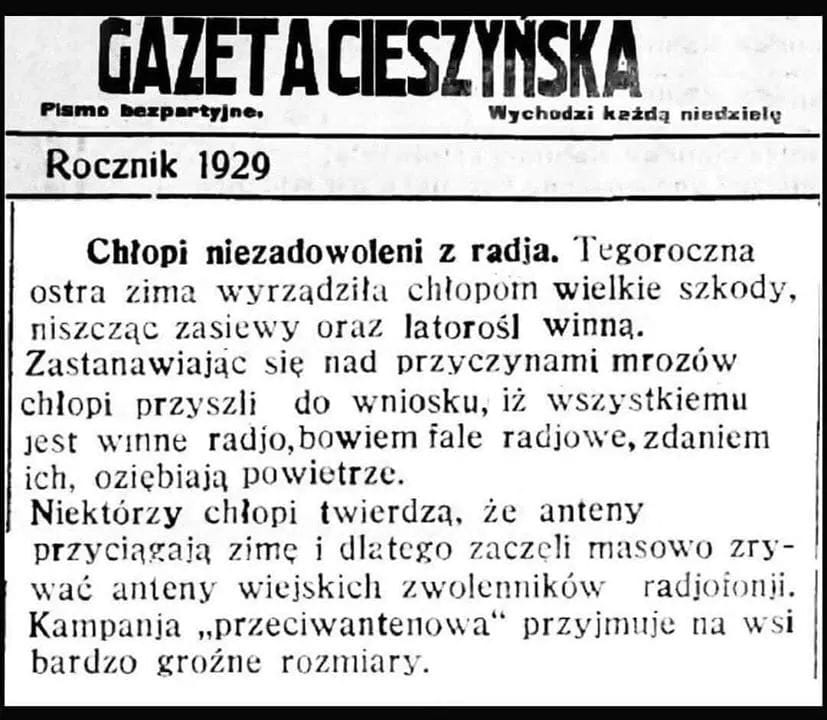 GAZETA CIESZYŃSKA
Pismo bezpartyjne. Wychodzi każdą niedzielę
Rocznik 1929
Chłopi niezadowoleni z radja. Tegoroczna
ostra zima wyrządziła chłopom wielkie szkody,
niszcząc zasiewy oraz latorośl winną.
Zastanawiając się nad przyczynami mrozów
chłopi przyszli do wniosku, iż wszystkiemu
jest winne radjo, bowiem fale radjowe, zdaniem
ich, oziębiają powietrze.
Niektórzy chłopi twierdzą, że anteny
przyciągają zimę i dlatego zaczęli masowo zry-
wać anteny wiejskich zwolenników radjofonji.
Kampanja „przeciwantenowa“ przyjmuje na wsi
bardzo groźne rozmiary.